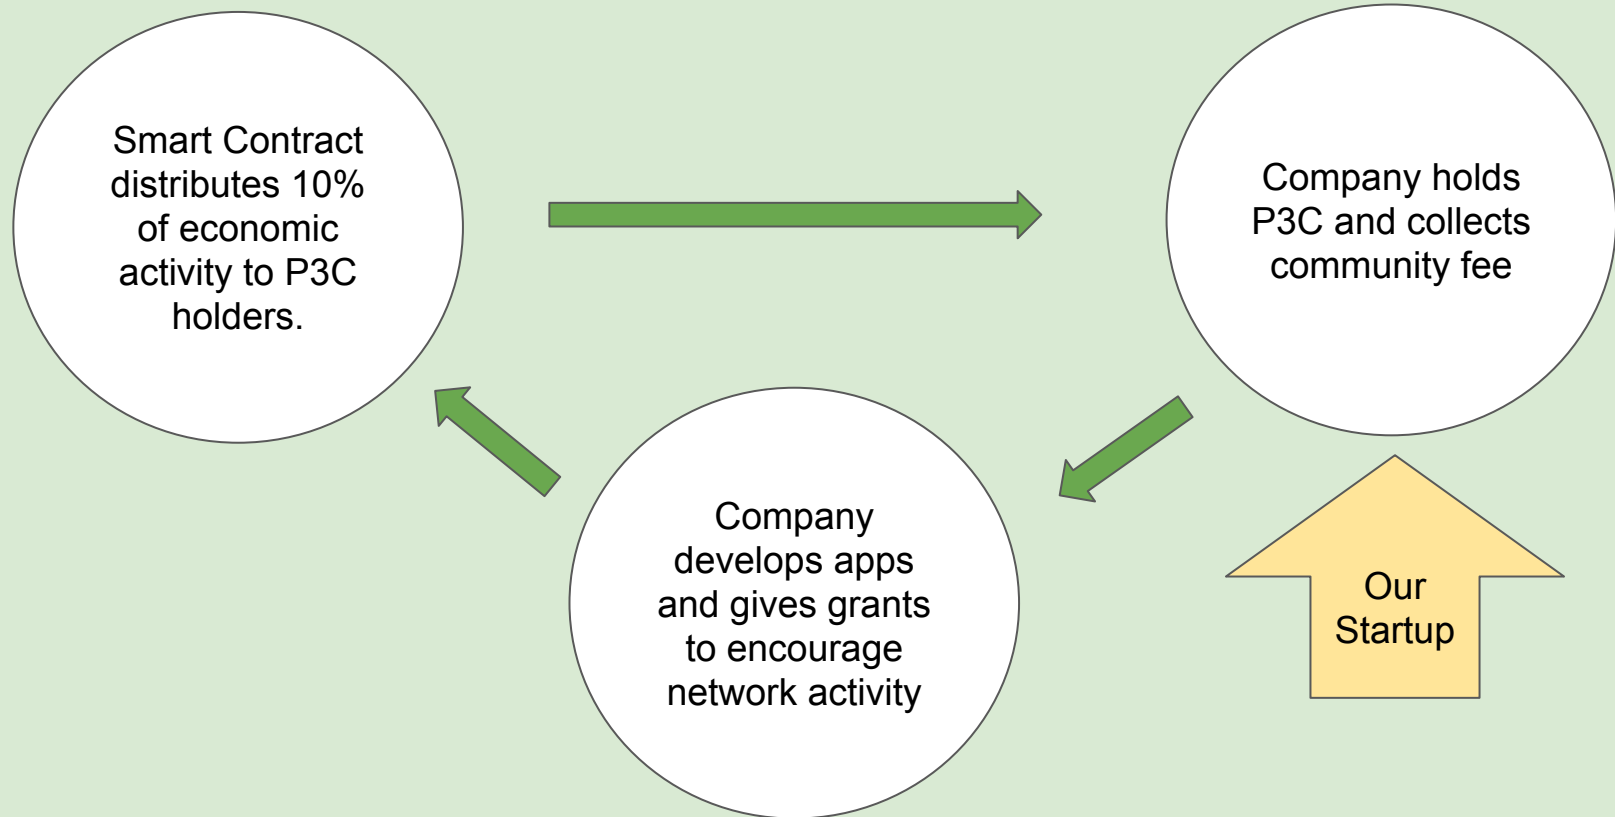 Smart Contract
distributes 10%
of economic
activity to P3C
holders.
Company holds
P3C and collects
community fee
Company
develops apps
and gives grants
to encourage
network activity
Our
Startup